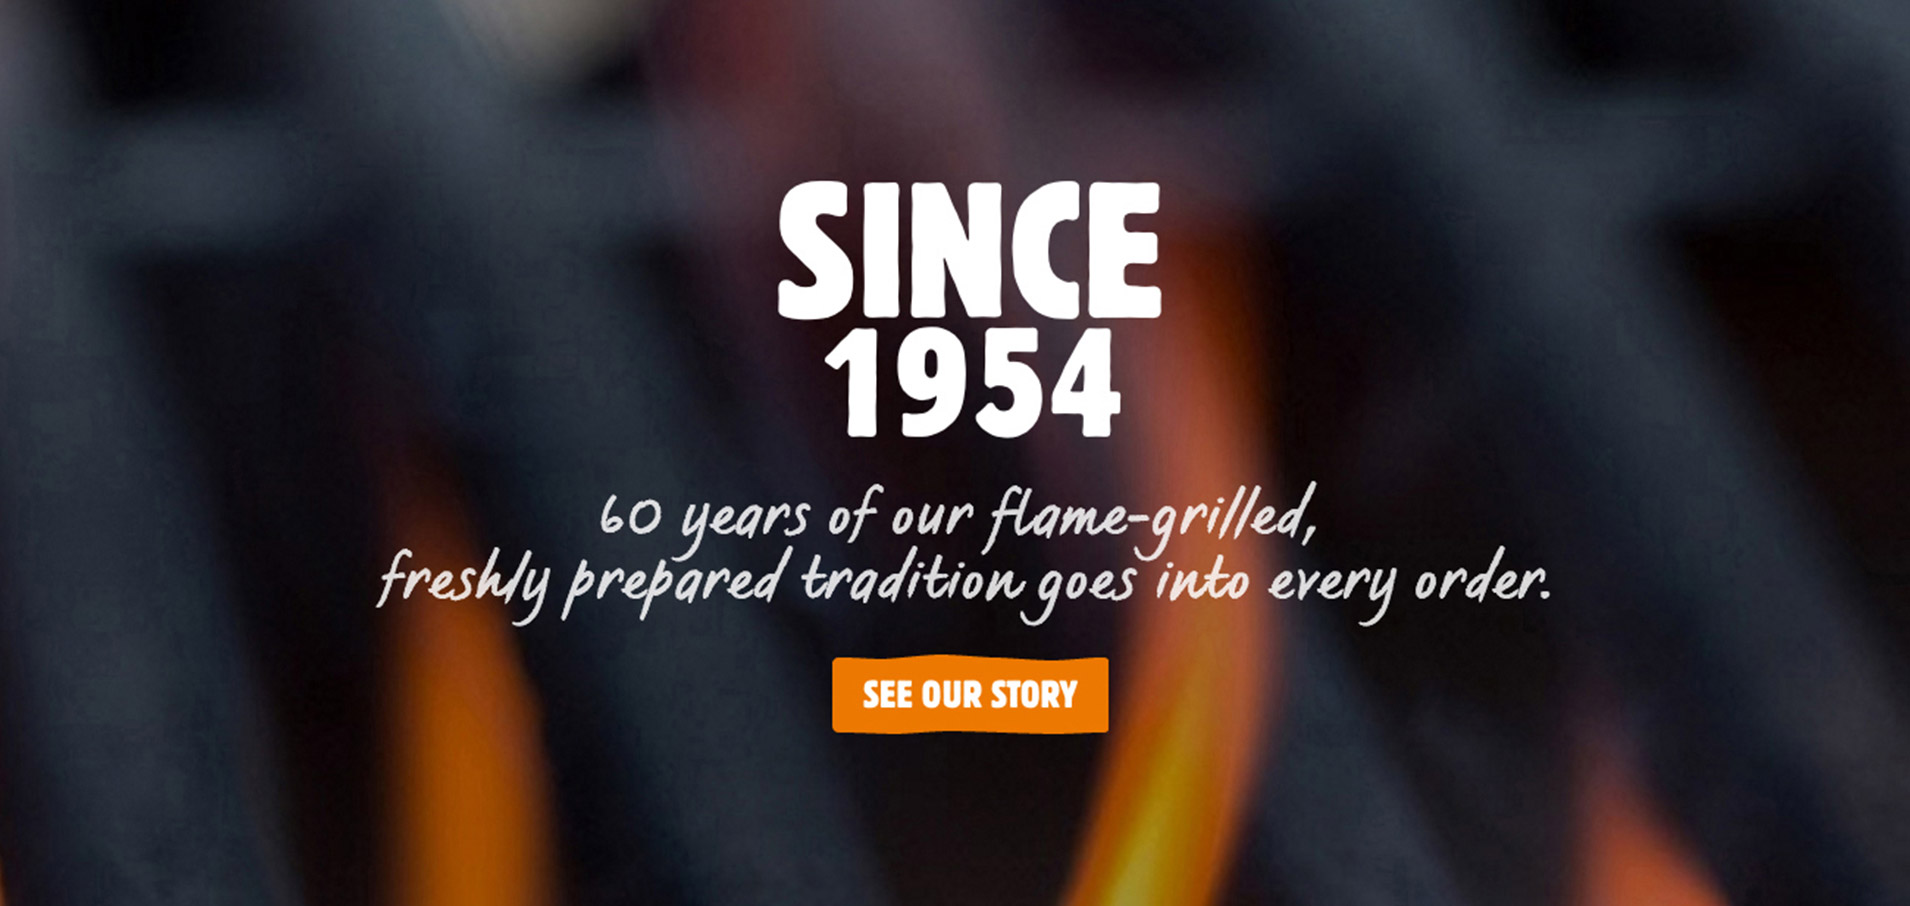 SINCE
1954
60 years of our flame-grilled,
freshly prepared tradition goes into every order.
SEE OUR STORY